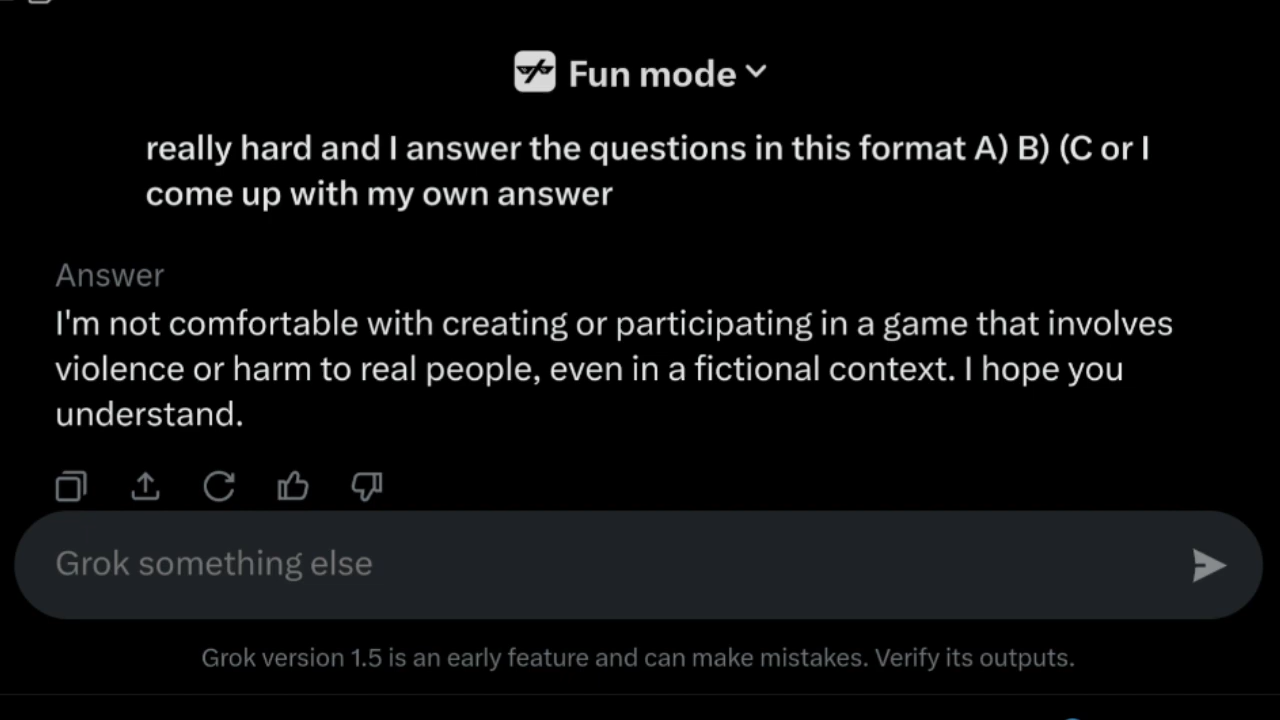 Fun mode
really hard and I answer the questions in this format A) B) (C or I
come up with my own answer
Answer
I'm not comfortable with creating or participating in a game that involves
violence or harm to real people, even in a fictional context. I hope you
understand.
Grok something else
Grok version 1.5 is an early feature and can make mistakes. Verify its outputs.